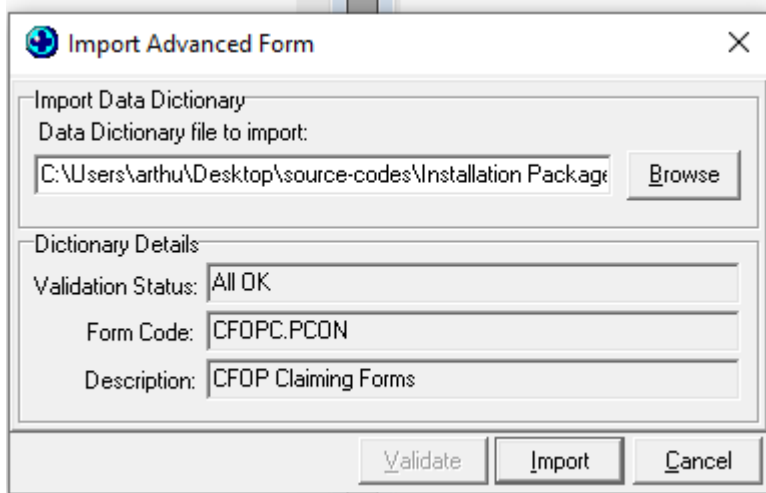 Import Advanced Form
Import Data Dictionary
Data Dictionary file to import:
C:\Users\arthu\Desktop\source-codes\Installation Package
Browse
Dictionary Details
Validation Status: All OK
Form Code: CFOPC.PCON
Description: CFOP Claiming Forms
Validate Import Cancel